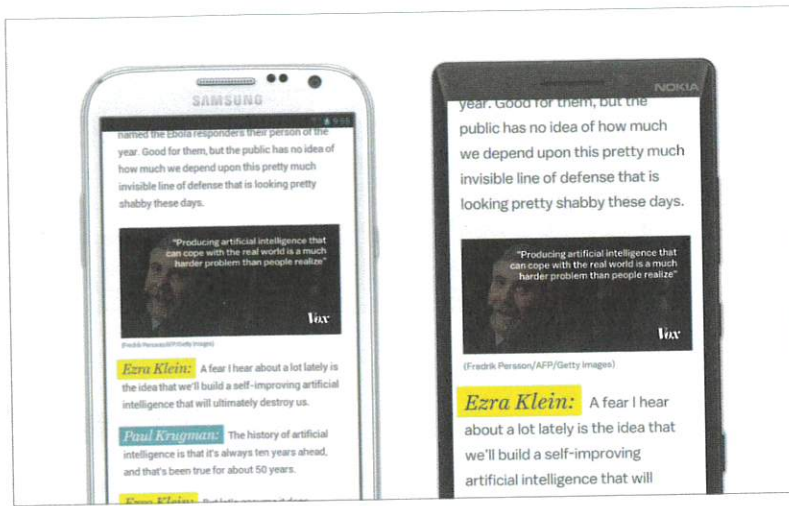 SAMSUNG
9:56
named the Ebola responders their person of the
year. Good for them, but the public has no idea of
how much we depend upon this pretty much
invisible line of defense that is looking pretty
shabby these days.
"Producing artificial intelligence that
can cope with the real world is a much
harder problem than people realize"
Vox
(Fredrik Persson/AFP/Getty Images)
Ezra Klein: A fear I hear about a lot lately is
the idea that we'll build a self-improving artificial
intelligence that will ultimately destroy us.
Paul Krugman: The history of artificial
intelligence is that it's always ten years ahead,
and that's been true for about 50 years.
Ezra Klein: But let's assume it does
NOKIA
year. Good for them, but the
public has no idea of how much
we depend upon this pretty much
invisible line of defense that is
looking pretty shabby these days.
"Producing artificial intelligence that
can cope with the real world is a much
harder problem than people realize"
Vox
(Fredrik Persson/AFP/Getty Images)
Ezra Klein: A fear I hear
about a lot lately is the idea that
we'll build a self-improving
artificial intelligence that will